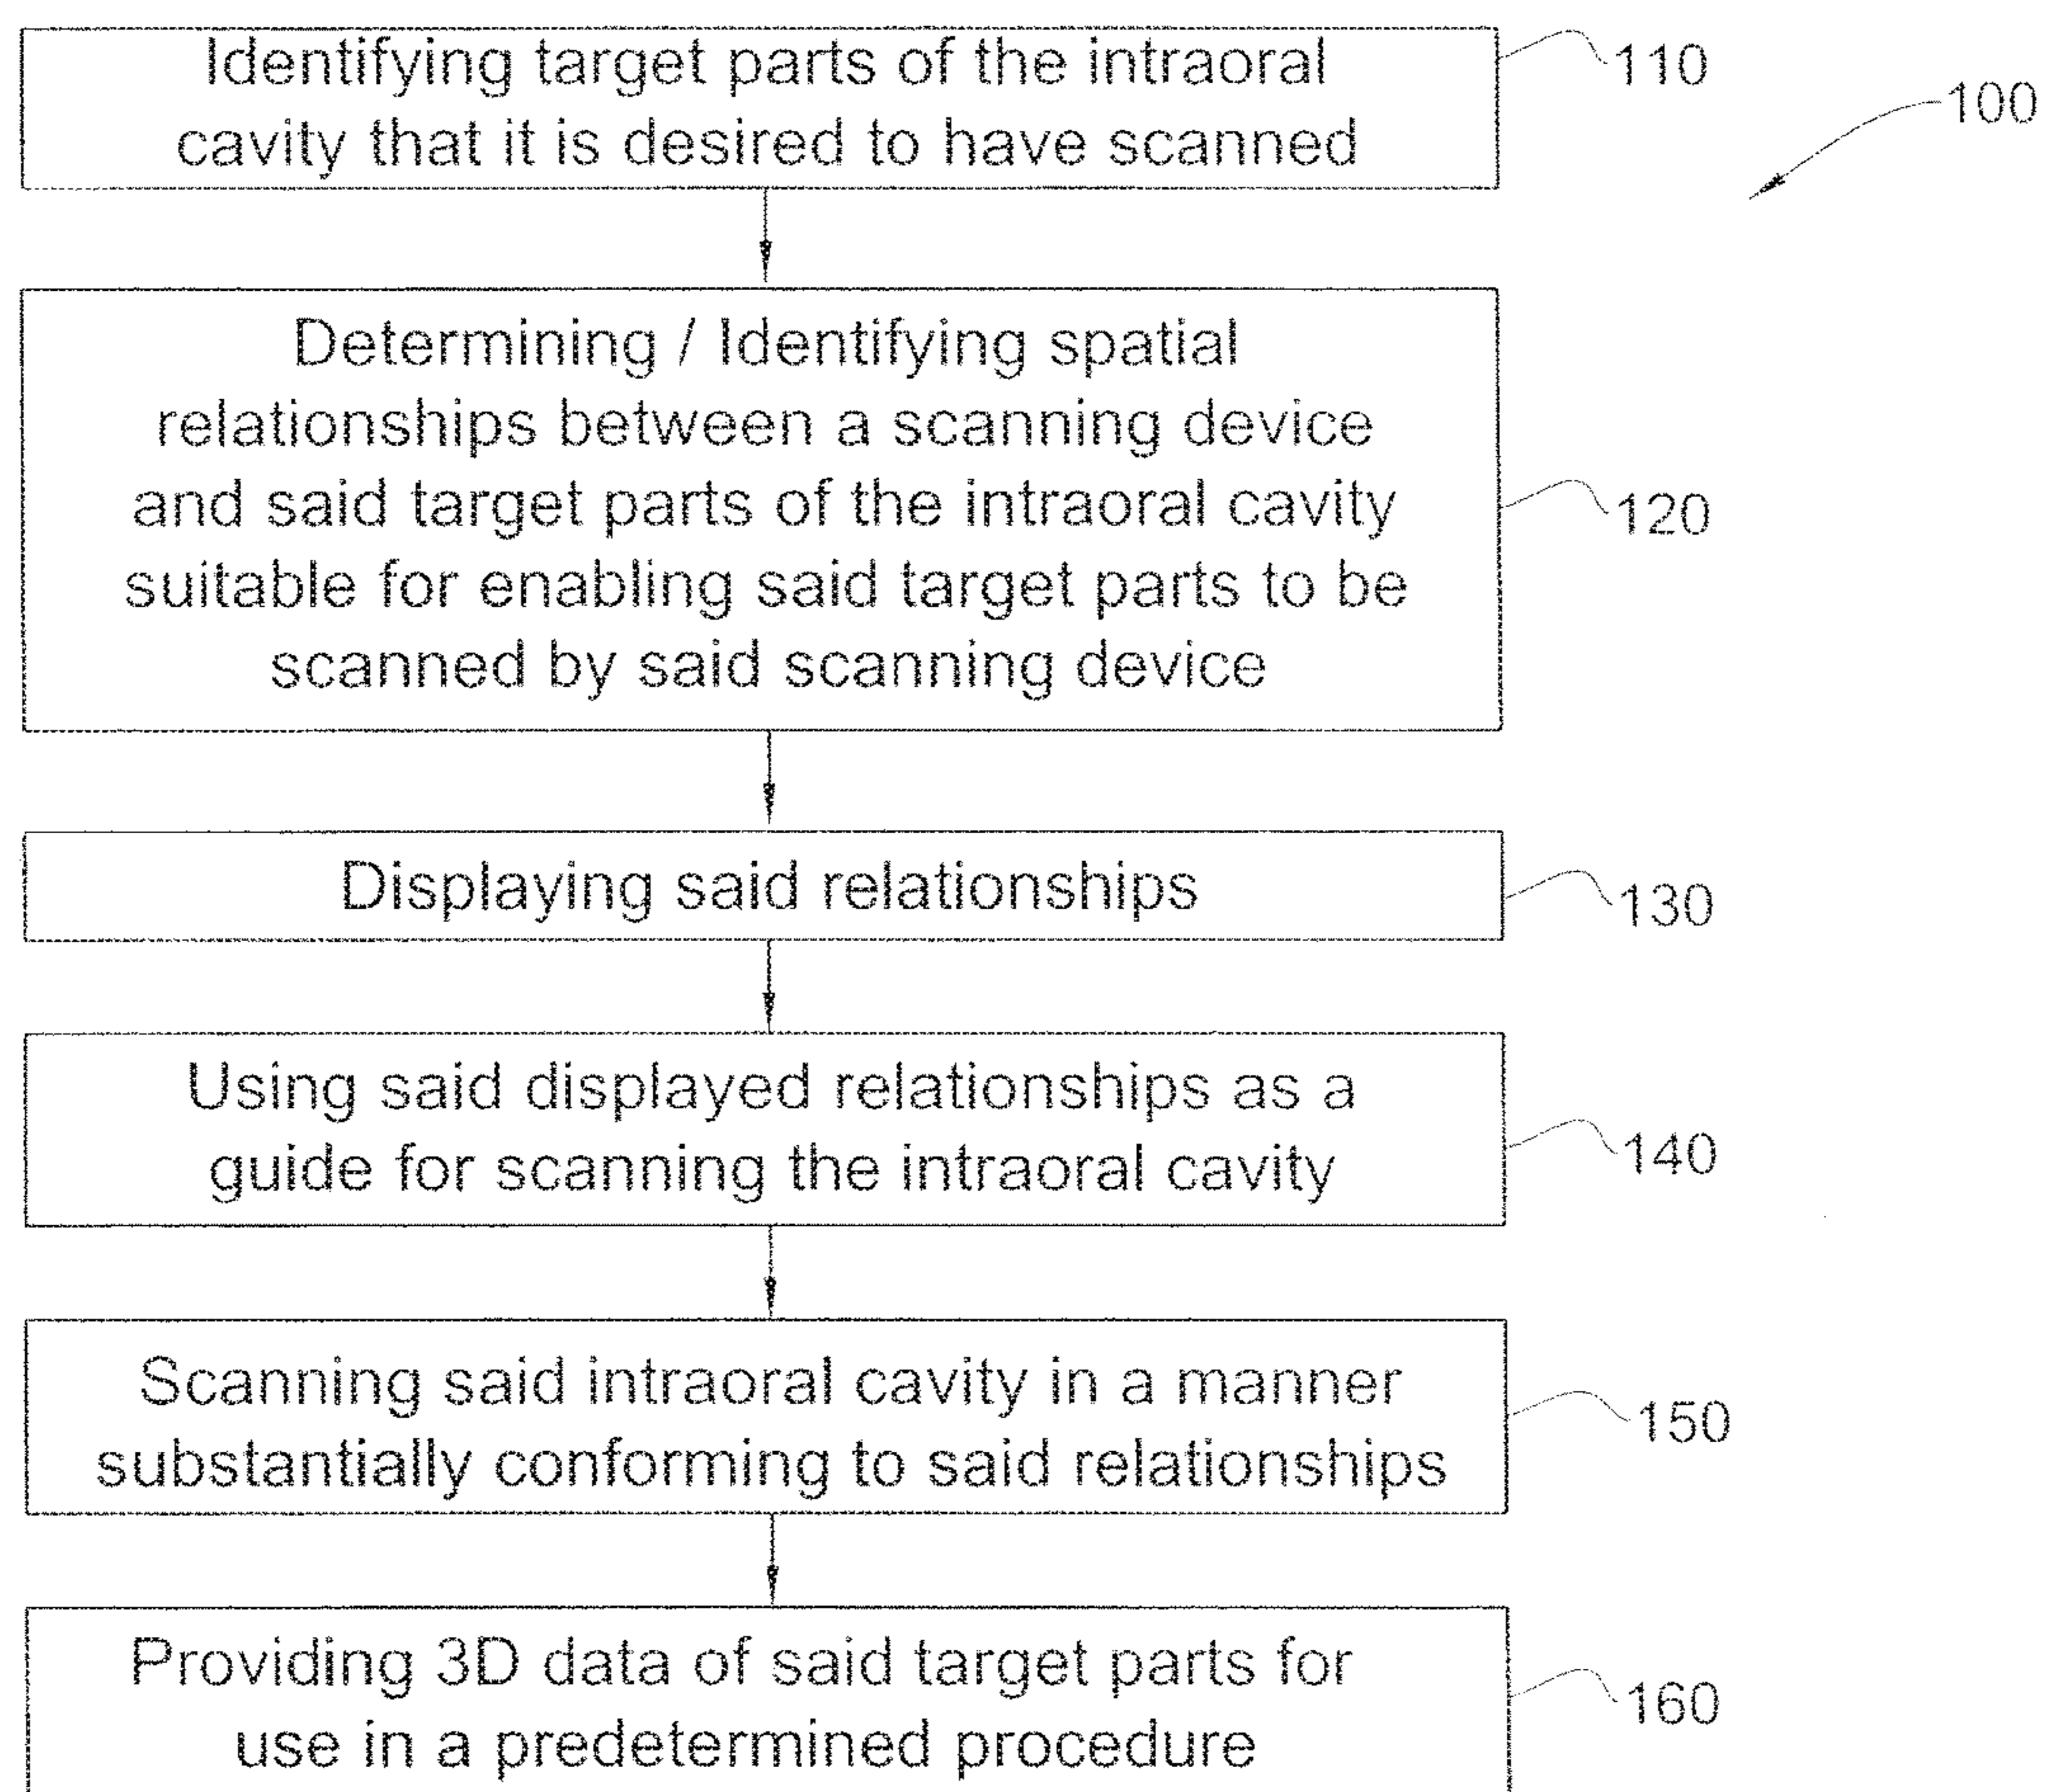 Identifying target parts of the intraoral
cavity that it is desired to have scanned
110
100
Determining / Identifying spatial
relationships between a scanning device
and said target parts of the intraoral cavity
suitable for enabling said target parts to be
scanned by said scanning device
120
Displaying said relationships
130
Using said displayed relationships as a
guide for scanning the intraoral cavity
140
Scanning said intraoral cavity in a manner
substantially conforming to said relationships
150
Providing 3D data of said target parts for
use in a predetermined procedure
160